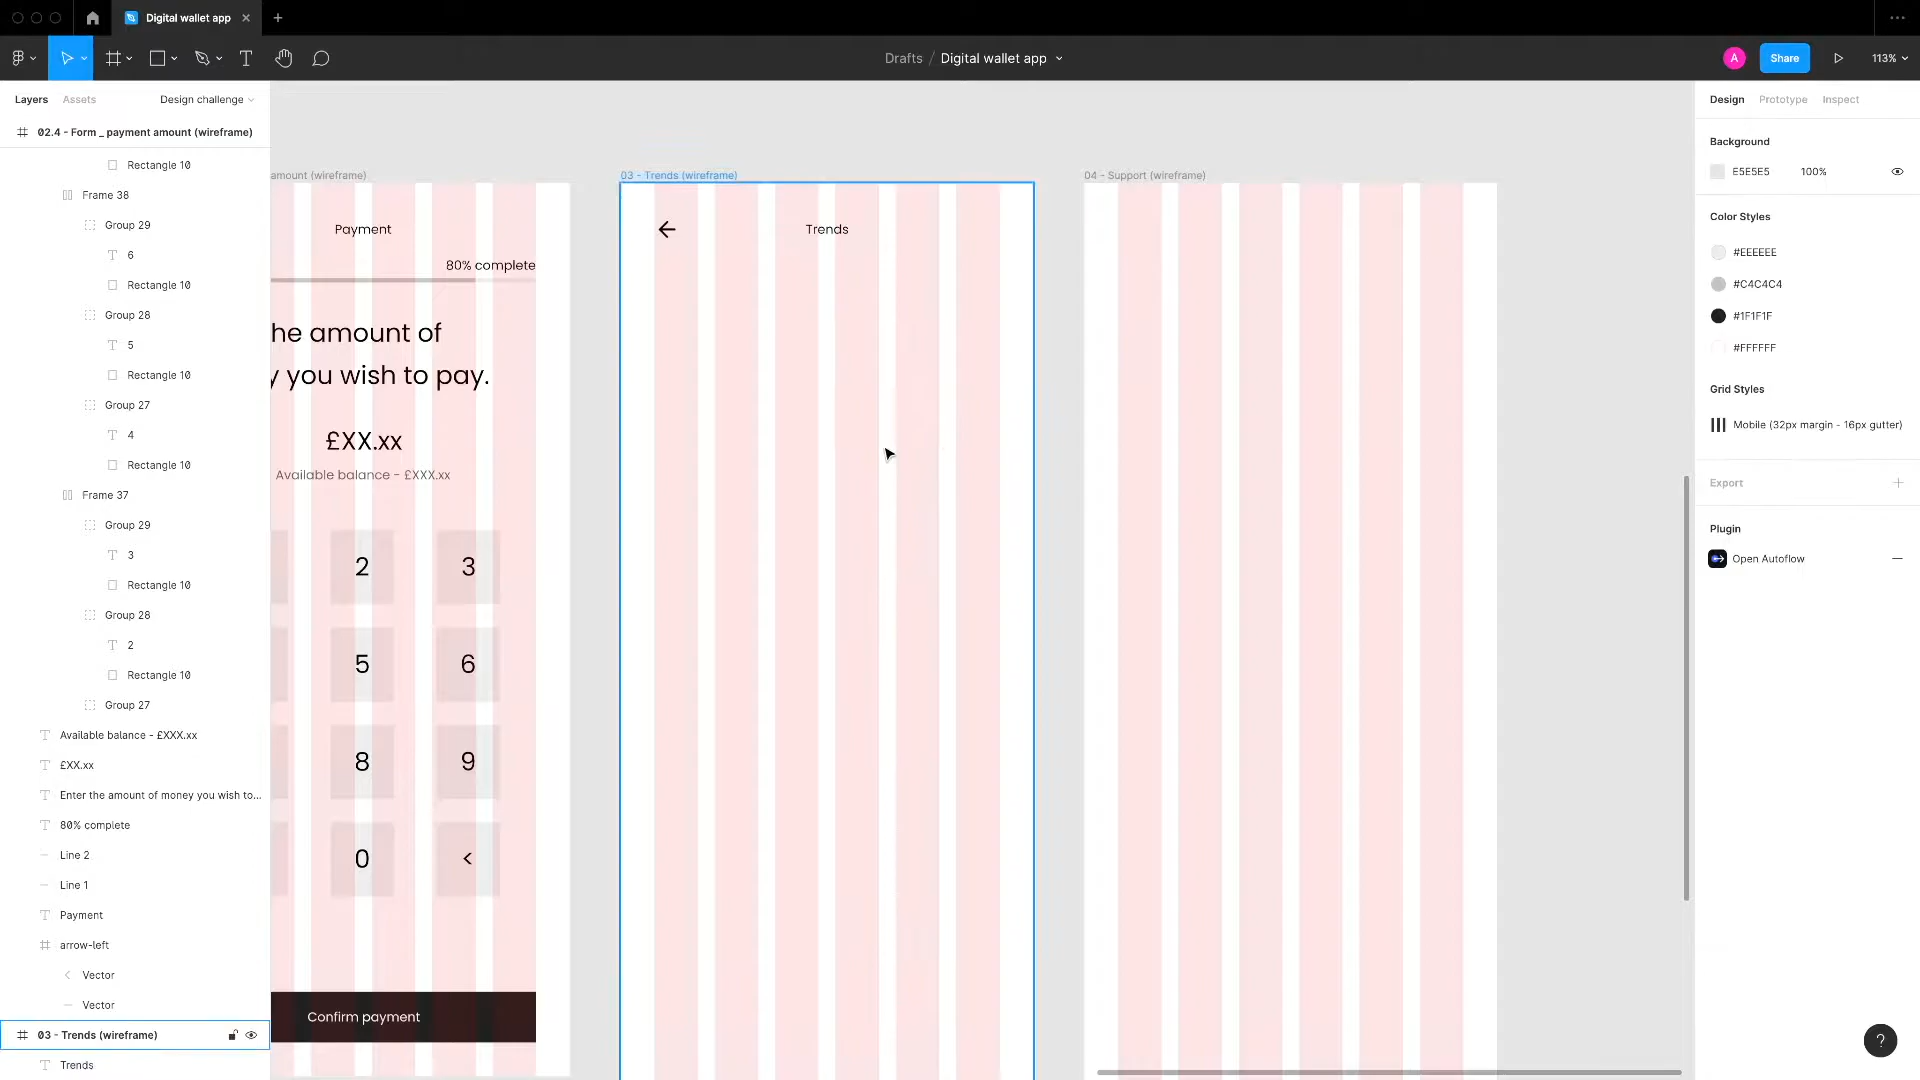 Digital wallet app
Drafts / Digital wallet app
A
Share
113%
Layers
Assets
Design challenge
02.4 - Form _ payment amount (wireframe)
Rectangle 10
Frame 38
Group 29
6
Rectangle 10
Group 28
5
Rectangle 10
Group 27
4
Rectangle 10
Frame 37
Group 29
3
Rectangle 10
Group 28
2
Rectangle 10
Group 27
Available balance - £XXX.xx
£XX.xx
Enter the amount of money you wish to...
80% complete
Line 2
Line 1
Payment
arrow-left
Vector
Vector
03 - Trends (wireframe)
Trends
amount (wireframe)
Payment
80% complete
he amount of
y you wish to pay.
£XX.xx
Available balance - £XXX.xx
2 3
5 6
8 9
0 <
Confirm payment
03 - Trends (wireframe)
Trends
04 - Support (wireframe)
Design
Prototype
Inspect
Background
E5E5E5
100%
Color Styles
#EEEEEE
#C4C4C4
#1F1F1F
#FFFFFF
Grid Styles
Mobile (32px margin - 16px gutter)
Export
Plugin
Open Autoflow
?